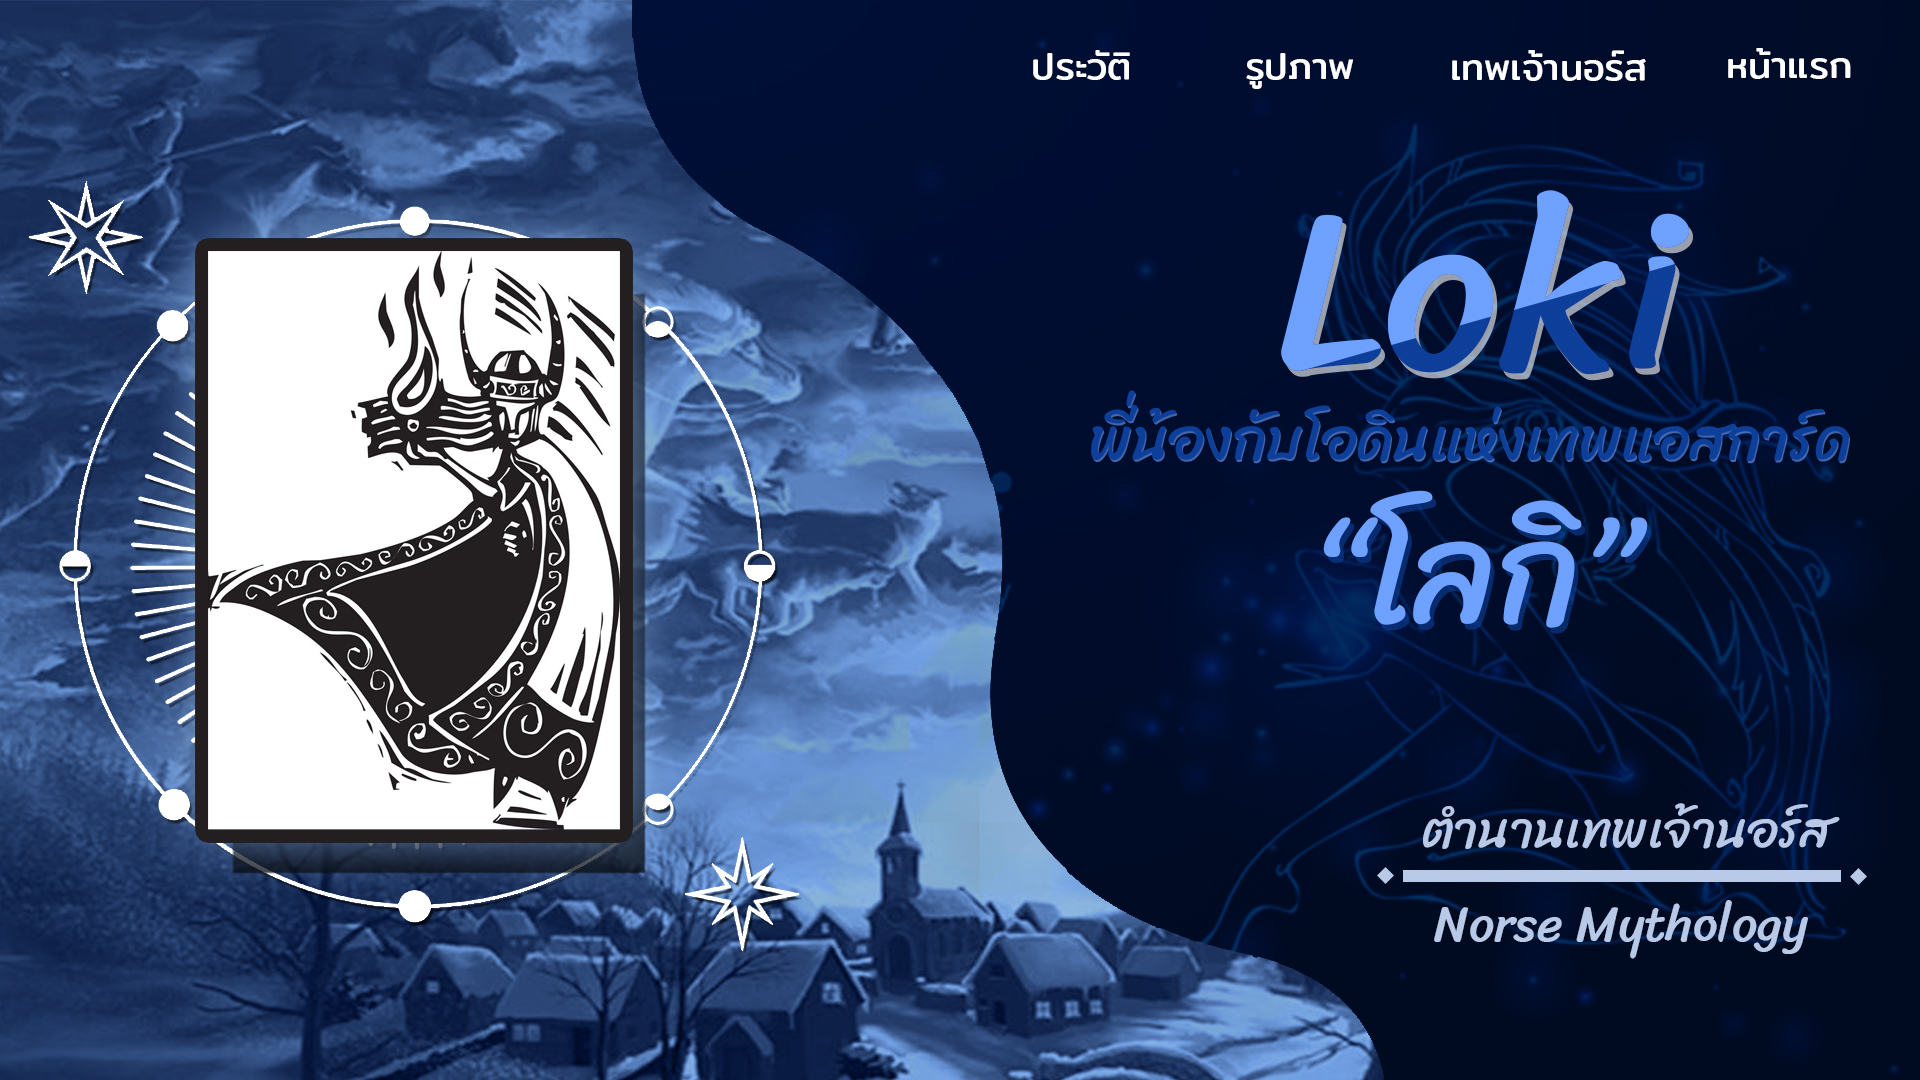 ประวัติ รูปภาพ เทพเจ้านอร์ส หน้าแรก
Loki
พี่น้องกับโอดินแห่งเทพแอสการ์ด
“โลกิ”
ตำนานเทพเจ้านอร์ส
Norse Mythology